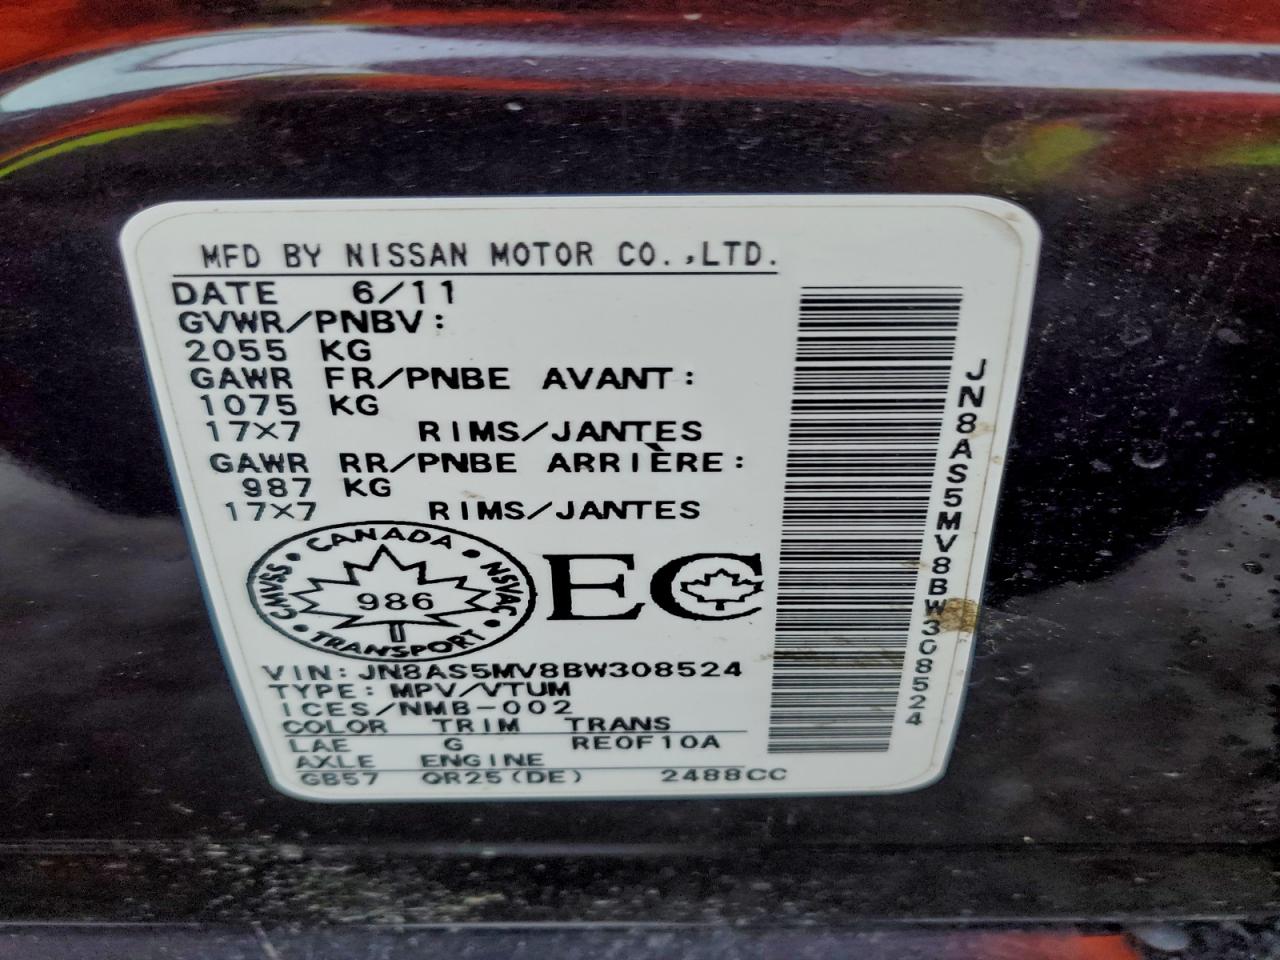 MFD BY NISSAN MOTOR CO.,LTD.
DATE 6/11
GVWR/PNBV:
2055 KG
GAWR FR/PNBE AVANT:
1075 KG
17×7 RIMS/JANTES
GAWR RR/PNBE ARRIÈRE:
987 KG
17×7 RIMS/JANTES
CANADA
CMVSS
986
NSVAC
TRANSPORT
EC
VIN:JN8AS5MV8BW308524
TYPE:MPV/VTUM
ICES/NMB-002
COLOR TRIM TRANS
LAE G RE0F10A
AXLE ENGINE
GB57 QR25(DE) 2488CC
JN8AS5MV8BW308524